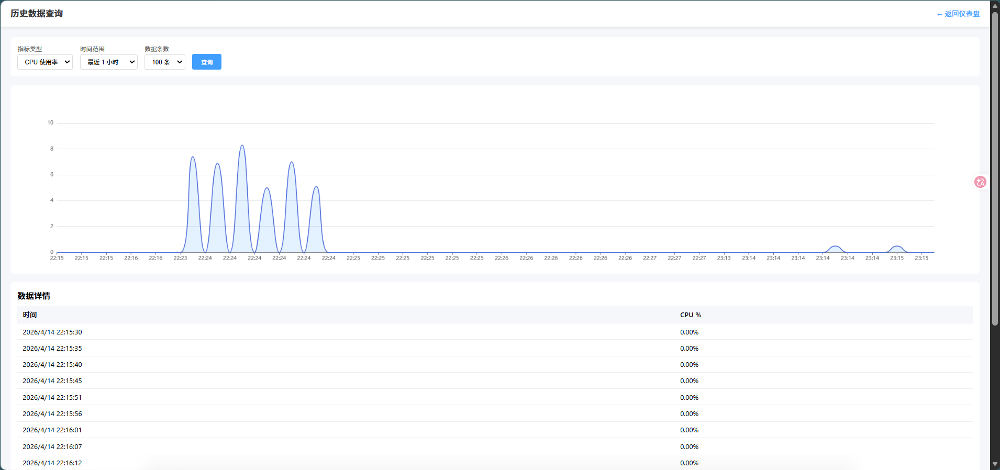 历史数据查询
← 返回仪表盘
指标类型 时间范围 数据条数
CPU 使用率 最近 1 小时 100 条 查询
10
8
6
4
2
0
22:15 22:15 22:15 22:16 22:16 22:23 22:24 22:24 22:24 22:24 22:24 22:24 22:25 22:25 22:25 22:25 22:25 22:25 22:26 22:26 22:26 22:26 22:26 22:26 22:27 22:27 22:27 23:13 23:14 23:14 23:14 23:14 23:14 23:14 23:15 23:15
数据详情
时间 CPU %
2026/4/14 22:15:30 0.00%
2026/4/14 22:15:35 0.00%
2026/4/14 22:15:40 0.00%
2026/4/14 22:15:45 0.00%
2026/4/14 22:15:51 0.00%
2026/4/14 22:15:56 0.00%
2026/4/14 22:16:01 0.00%
2026/4/14 22:16:07 0.00%
2026/4/14 22:16:12 0.00%